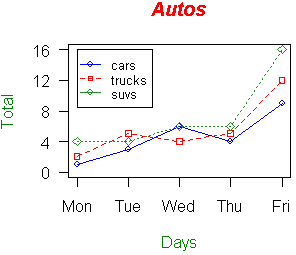 Autos
Total
16
12
8
4
0
cars
trucks
suvs
Mon Tue Wed Thu Fri
Days